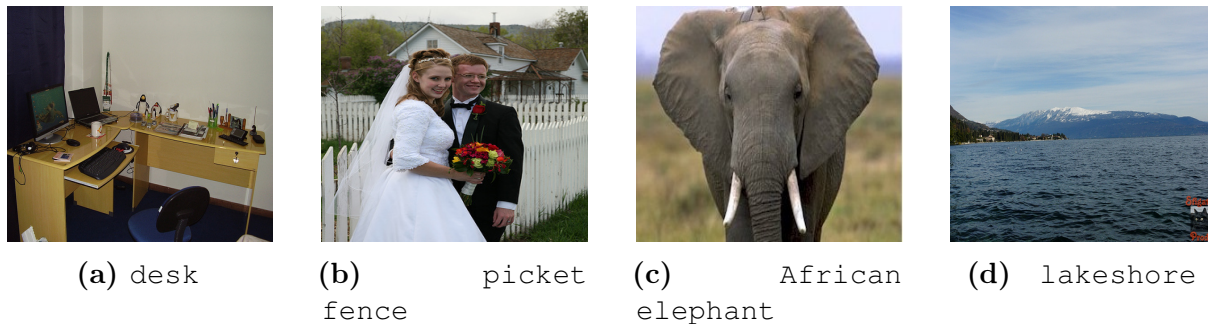 (a) desk
(b) picket
fence
(c) African
elephant
(d) lakeshore